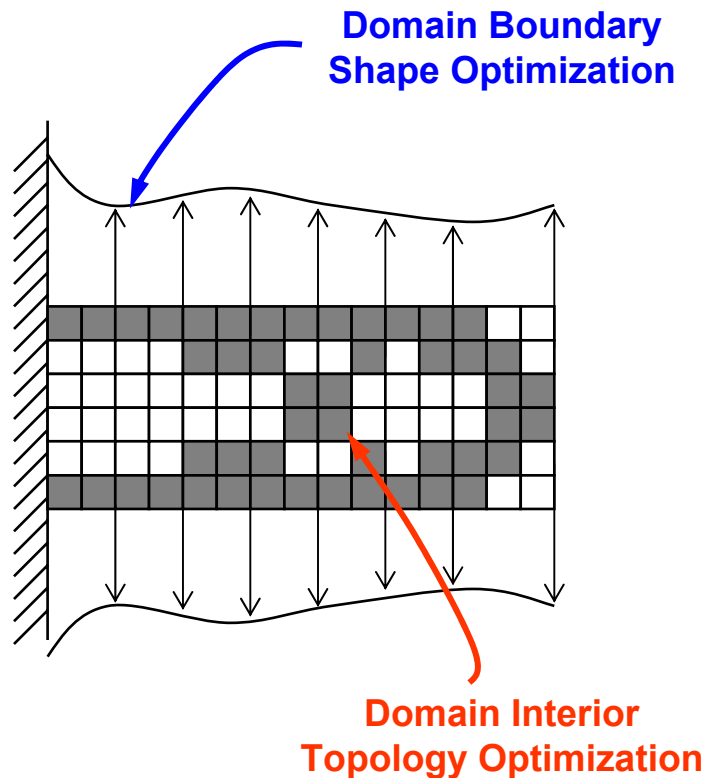 Domain Boundary
Shape Optimization
Domain Interior
Topology Optimization